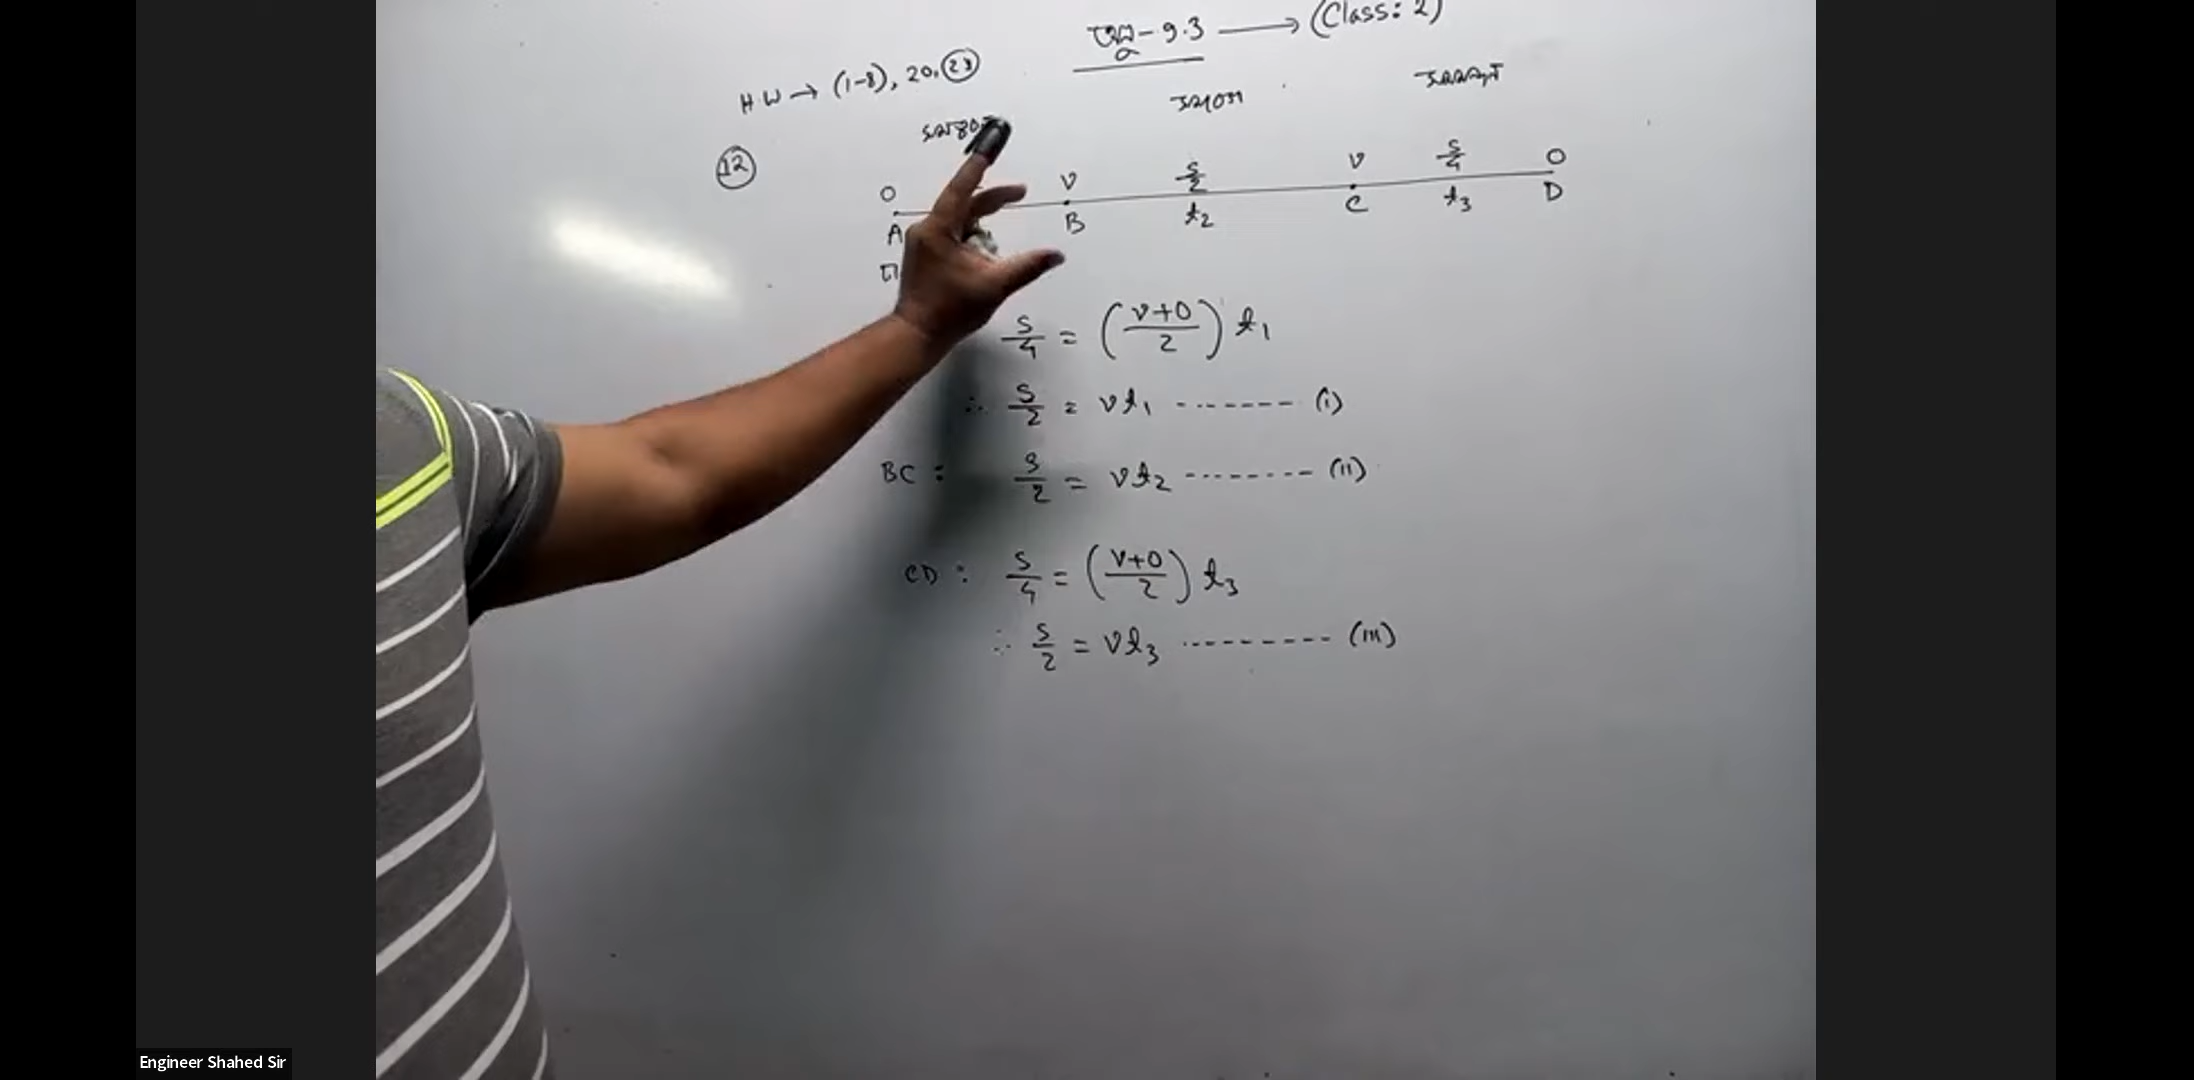 অনু - 9.3 → (Class: 2)
H.W → (1-8), 20,
সমত্বরণ
সমবেগ
সমমন্দন
12
0 V S/2 V S/4 0
A B t₂ C t₃ D
S/4 = ((v+0)/2) t₁
∴ S/2 = vt₁ ------- (i)
BC : S/2 = vt₂ -------- (ii)
CD : S/4 = ((v+0)/2) t₃
∴ S/2 = vt₃ --------- (iii)
Engineer Shahed Sir